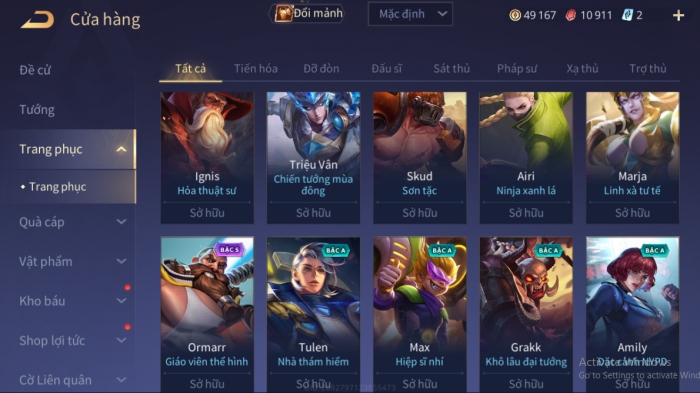 Cửa hàng
Đổi mảnh
Mặc định
49 167
10 911
2
Đề cử
Tướng
Trang phục
Trang phục
Quà cáp
Vật phẩm
Kho báu
Shop lợi tức
Cờ Liên quân
Tất cả Tiến hóa Đỡ đòn Đấu sĩ Sát thủ Pháp sư Xạ thủ Trợ thủ
Ignis
Hỏa thuật sư
Sở hữu
Triệu Vân
Chiến tướng mùa
đông
Sở hữu
Skud
Sơn tặc
Sở hữu
Airi
Ninja xanh lá
Sở hữu
Marja
Linh xà tư tế
Sở hữu
BẬC S
Ormarr
Giáo viên thể hình
Sở hữu
BẬC A
Tulen
Nhà thám hiểm
Sở hữu
BẬC A
Max
Hiệp sĩ nhí
Sở hữu
BẬC A
Grakk
Khô lâu đại tướng
Sở hữu
BẬC A
Amily
Đặc cảnh NYPD
Sở hữu
Activate Windows
Go to Settings to activate Wind